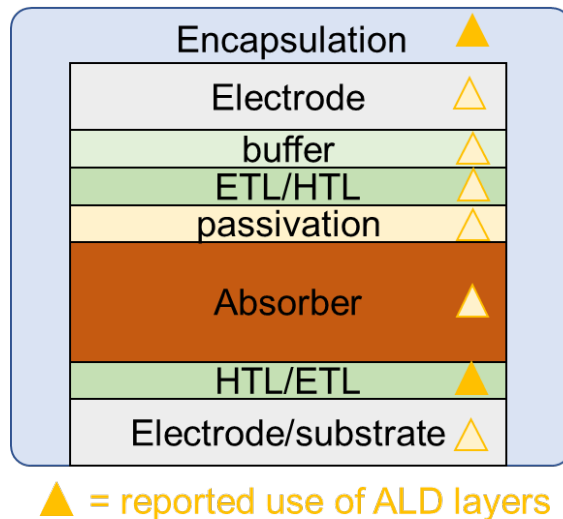 Encapsulation
Electrode
buffer
ETL/HTL
passivation
Absorber
HTL/ETL
Electrode/substrate
= reported use of ALD layers